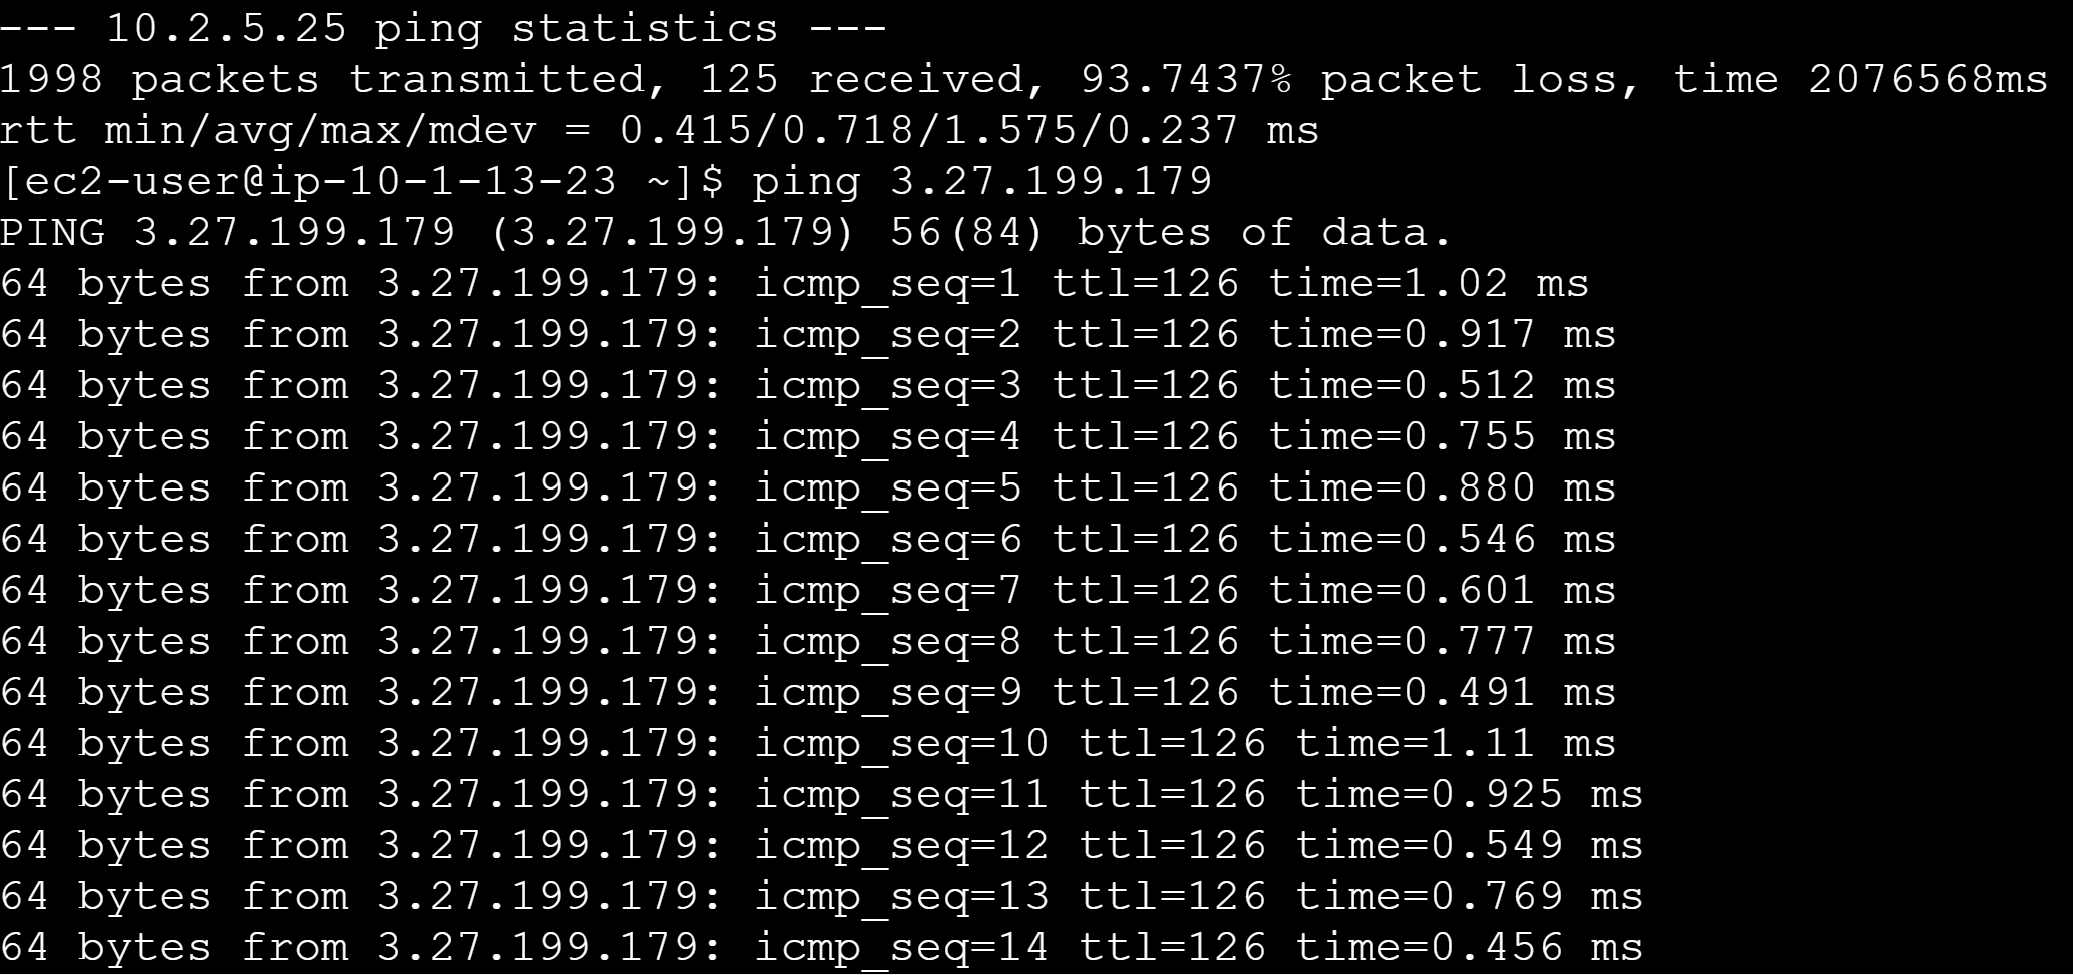 --- 10.2.5.25 ping statistics ---
1998 packets transmitted, 125 received, 93.7437% packet loss, time 2076568ms
rtt min/avg/max/mdev = 0.415/0.718/1.575/0.237 ms
[ec2-user@ip-10-1-13-23 ~]$ ping 3.27.199.179
PING 3.27.199.179 (3.27.199.179) 56(84) bytes of data.
64 bytes from 3.27.199.179: icmp_seq=1 ttl=126 time=1.02 ms
64 bytes from 3.27.199.179: icmp_seq=2 ttl=126 time=0.917 ms
64 bytes from 3.27.199.179: icmp_seq=3 ttl=126 time=0.512 ms
64 bytes from 3.27.199.179: icmp_seq=4 ttl=126 time=0.755 ms
64 bytes from 3.27.199.179: icmp_seq=5 ttl=126 time=0.880 ms
64 bytes from 3.27.199.179: icmp_seq=6 ttl=126 time=0.546 ms
64 bytes from 3.27.199.179: icmp_seq=7 ttl=126 time=0.601 ms
64 bytes from 3.27.199.179: icmp_seq=8 ttl=126 time=0.777 ms
64 bytes from 3.27.199.179: icmp_seq=9 ttl=126 time=0.491 ms
64 bytes from 3.27.199.179: icmp_seq=10 ttl=126 time=1.11 ms
64 bytes from 3.27.199.179: icmp_seq=11 ttl=126 time=0.925 ms
64 bytes from 3.27.199.179: icmp_seq=12 ttl=126 time=0.549 ms
64 bytes from 3.27.199.179: icmp_seq=13 ttl=126 time=0.769 ms
64 bytes from 3.27.199.179: icmp_seq=14 ttl=126 time=0.456 ms